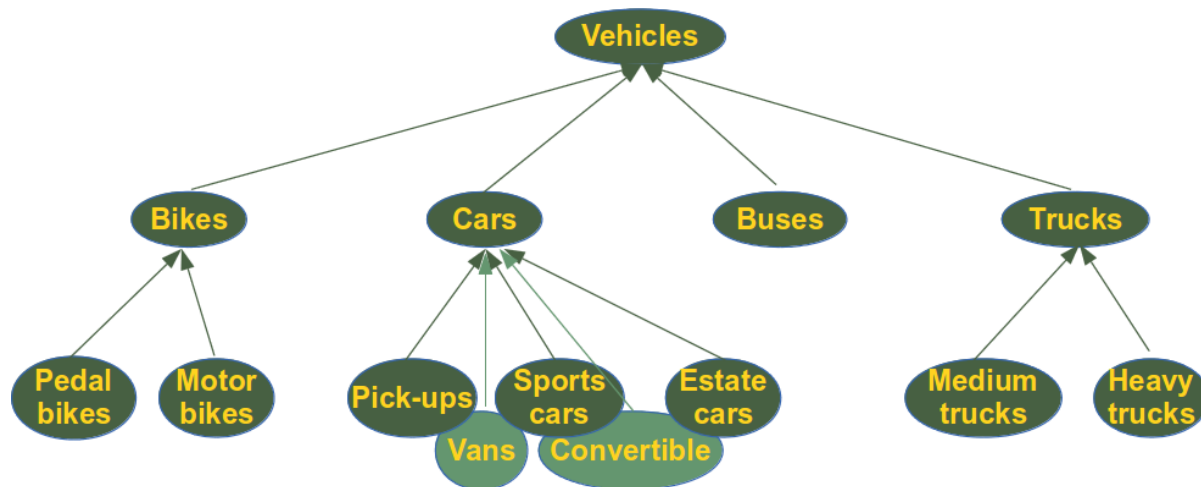 Vehicles
Bikes
Cars
Buses
Trucks
Pedal
bikes
Motor
bikes
Pick-ups
Sports
cars
Estate
cars
Medium
trucks
Heavy
trucks
Vans
Convertible